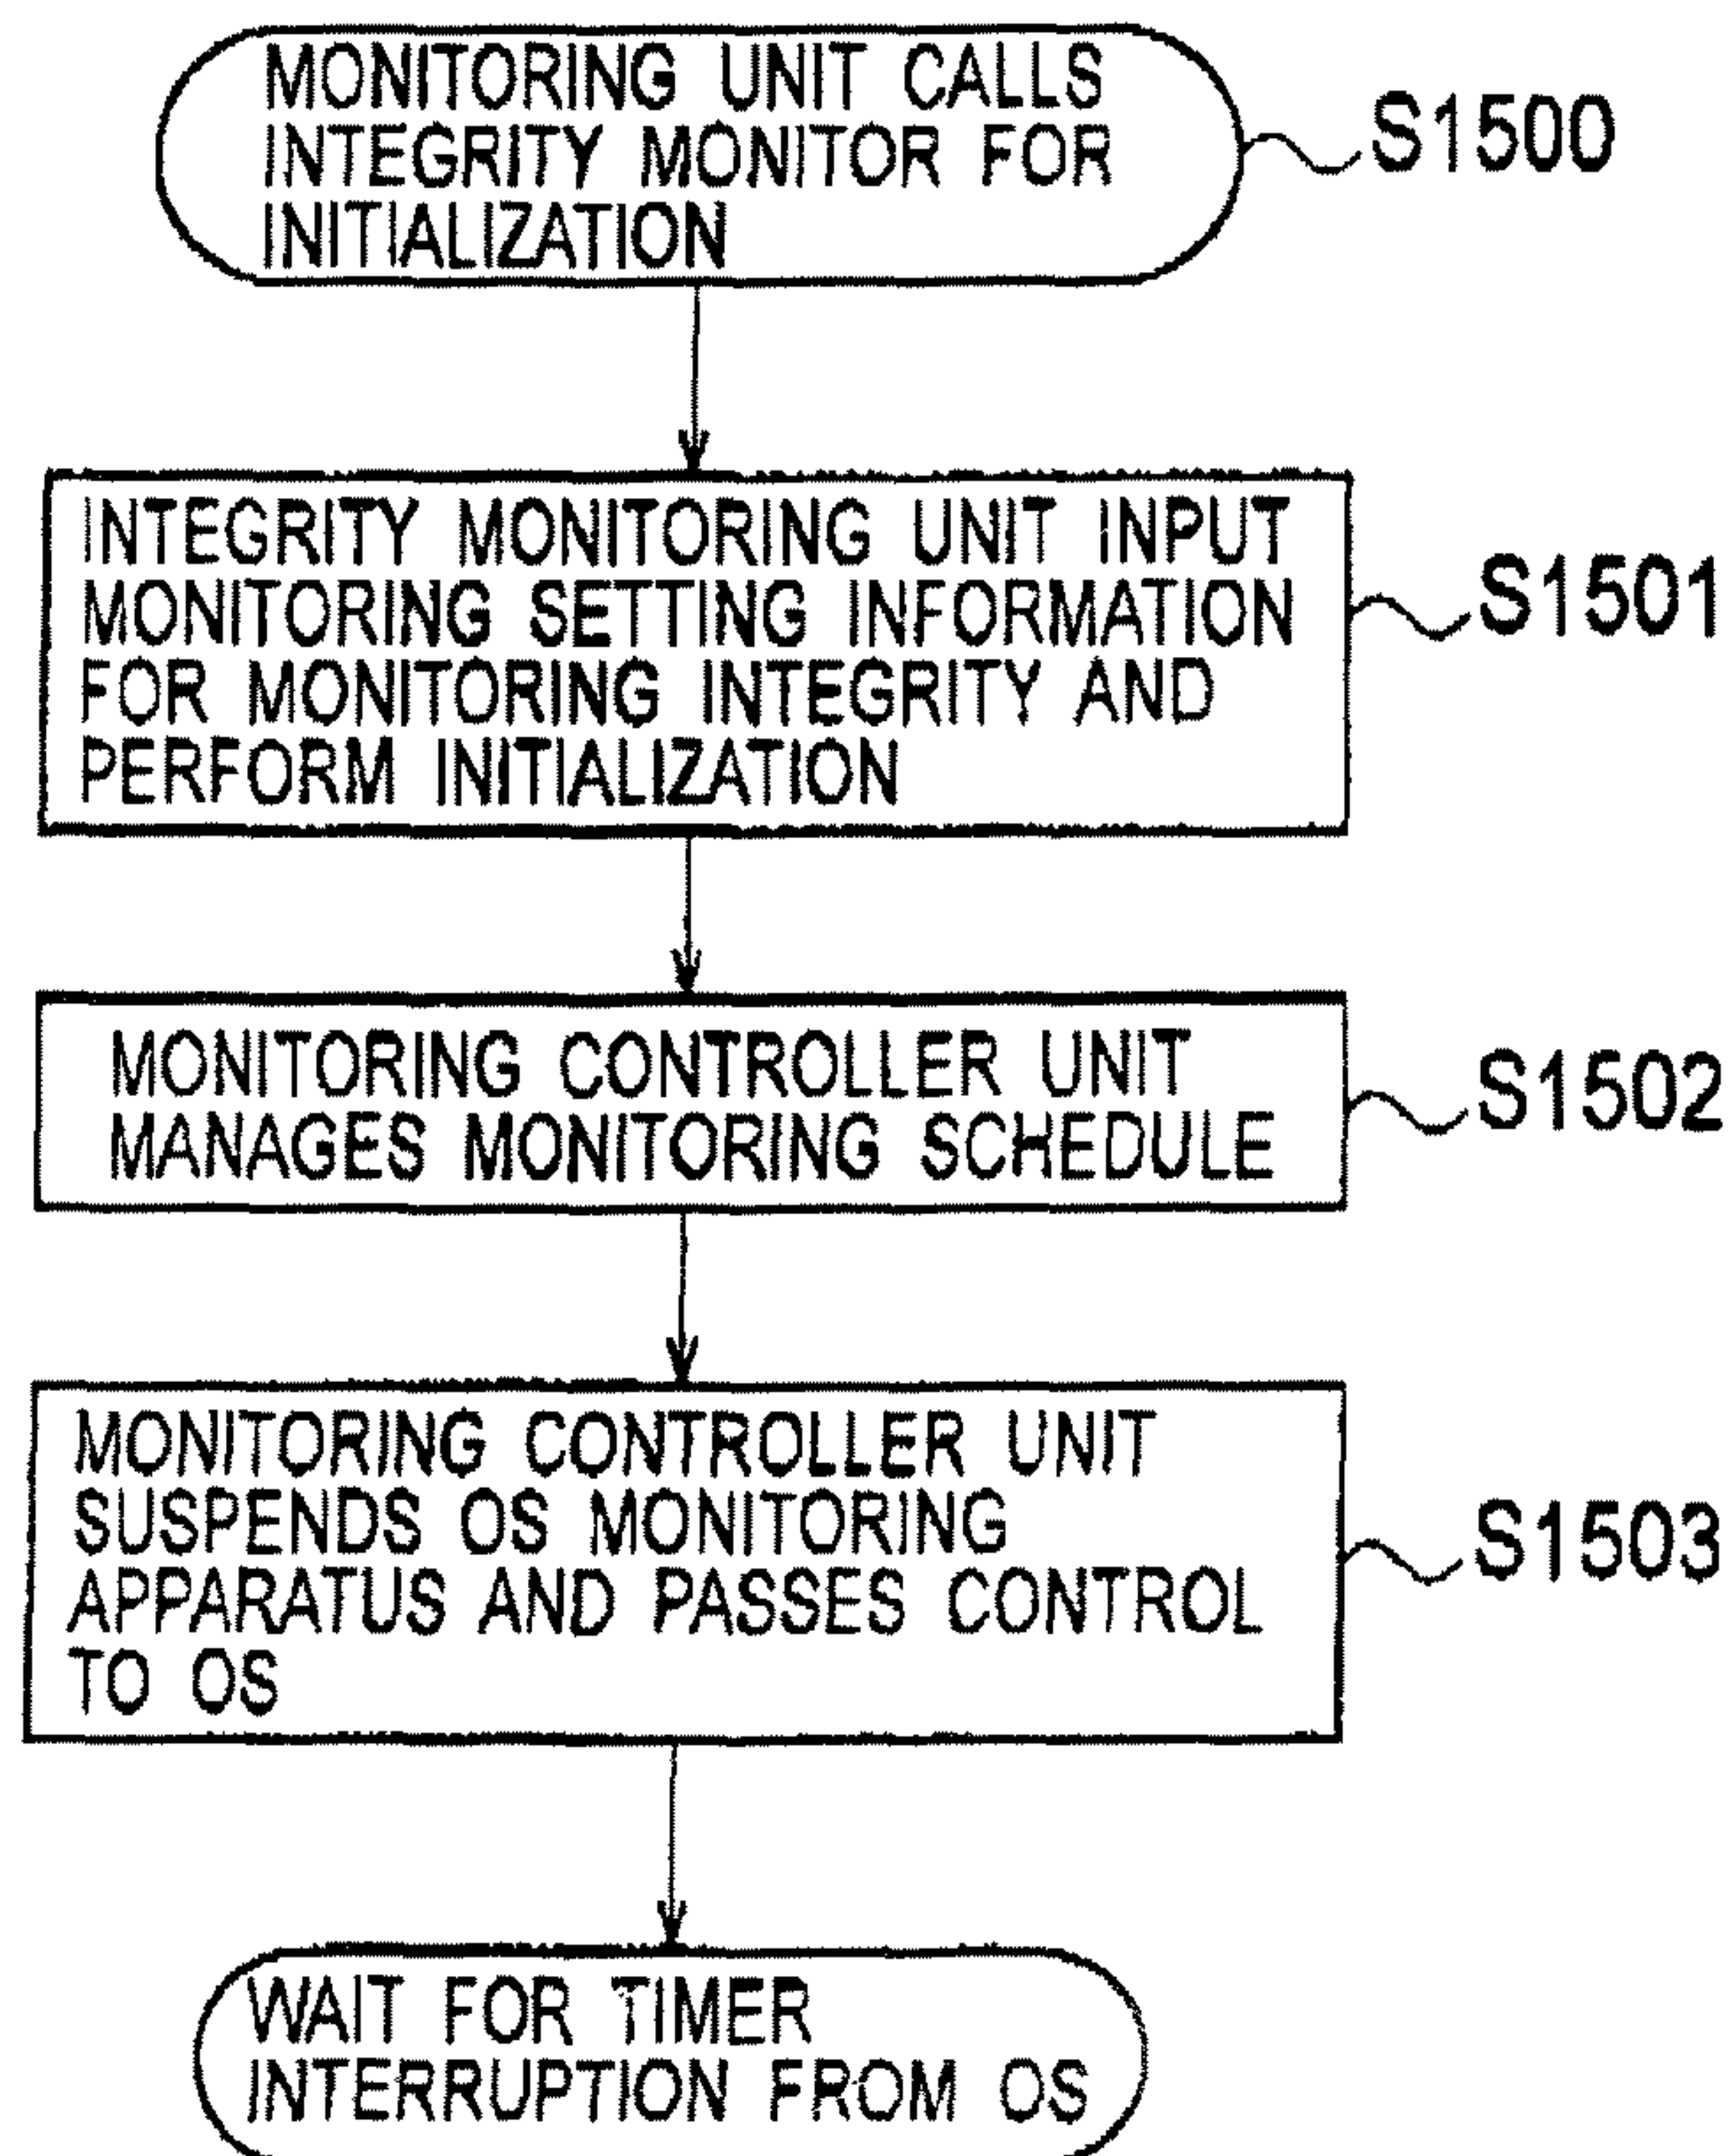 MONITORING UNIT CALLS
INTEGRITY MONITOR FOR
INITIALIZATION
S1500
INTEGRITY MONITORING UNIT INPUT
MONITORING SETTING INFORMATION
FOR MONITORING INTEGRITY AND
PERFORM INITIALIZATION
S1501
MONITORING CONTROLLER UNIT
MANAGES MONITORING SCHEDULE
S1502
MONITORING CONTROLLER UNIT
SUSPENDS OS MONITORING
APPARATUS AND PASSES CONTROL
TO OS
S1503
WAIT FOR TIMER
INTERRUPTION FROM OS